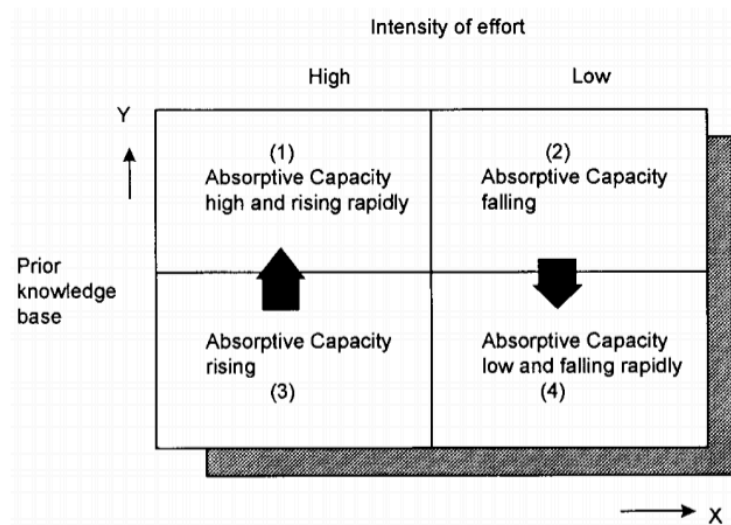 Intensity of effort
High
Low
Y
(1)
Absorptive Capacity
high and rising rapidly
(2)
Absorptive Capacity
falling
Prior
knowledge
base
Absorptive Capacity
rising
(3)
Absorptive Capacity
low and falling rapidly
(4)
X